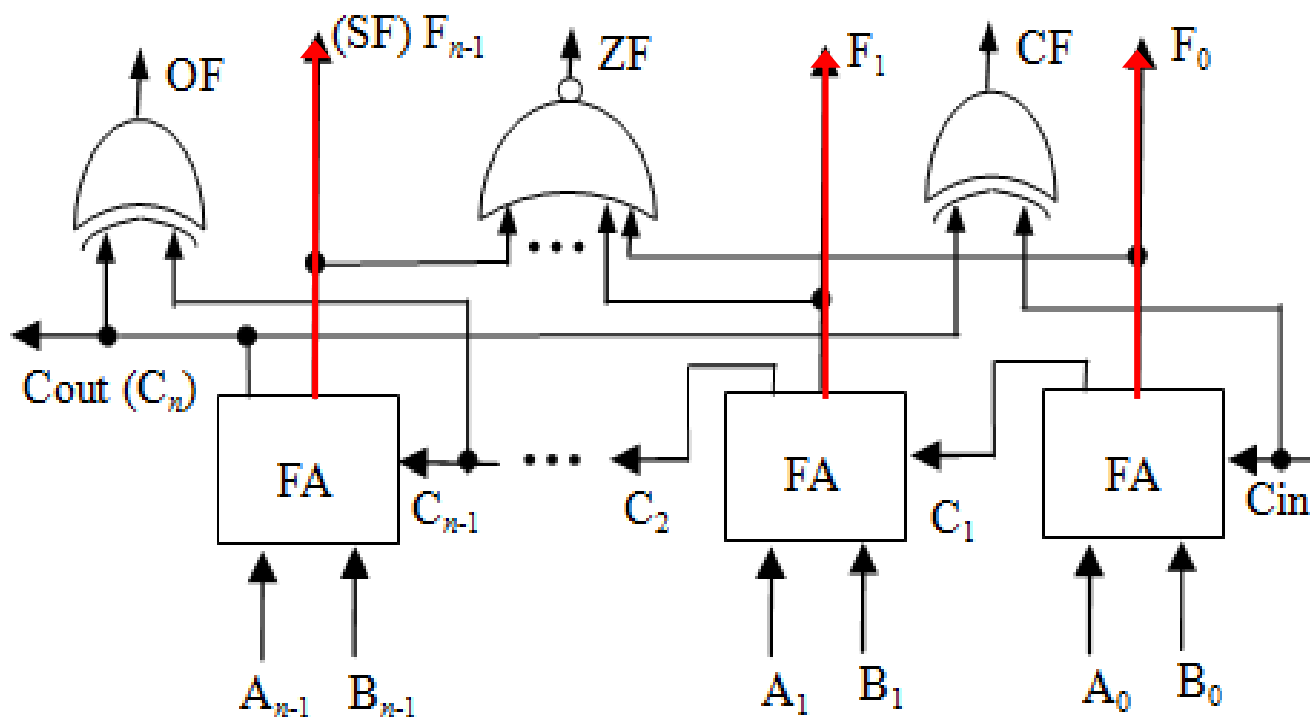 OF
(SF) Fn-1
ZF
F1
CF
F0
Cout (Cn)
FA
Cn-1
C2
FA
C1
FA
Cin
An-1
Bn-1
A1
B1
A0
B0